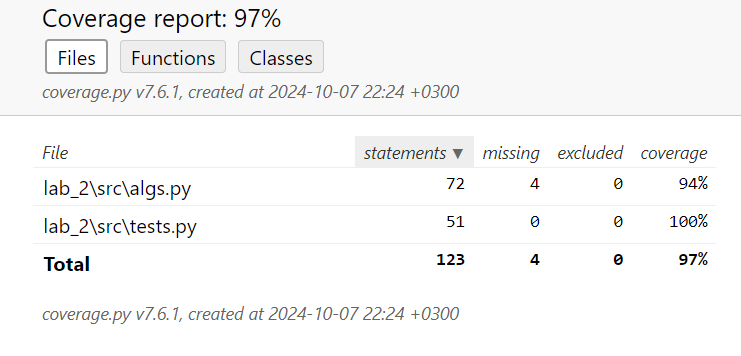 Coverage report: 97%
Files Functions Classes
coverage.py v7.6.1, created at 2024-10-07 22:24 +0300
File statements ▼ missing excluded coverage
lab_2\src\algs.py 72 4 0 94%
lab_2\src\tests.py 51 0 0 100%
Total 123 4 0 97%
coverage.py v7.6.1, created at 2024-10-07 22:24 +0300